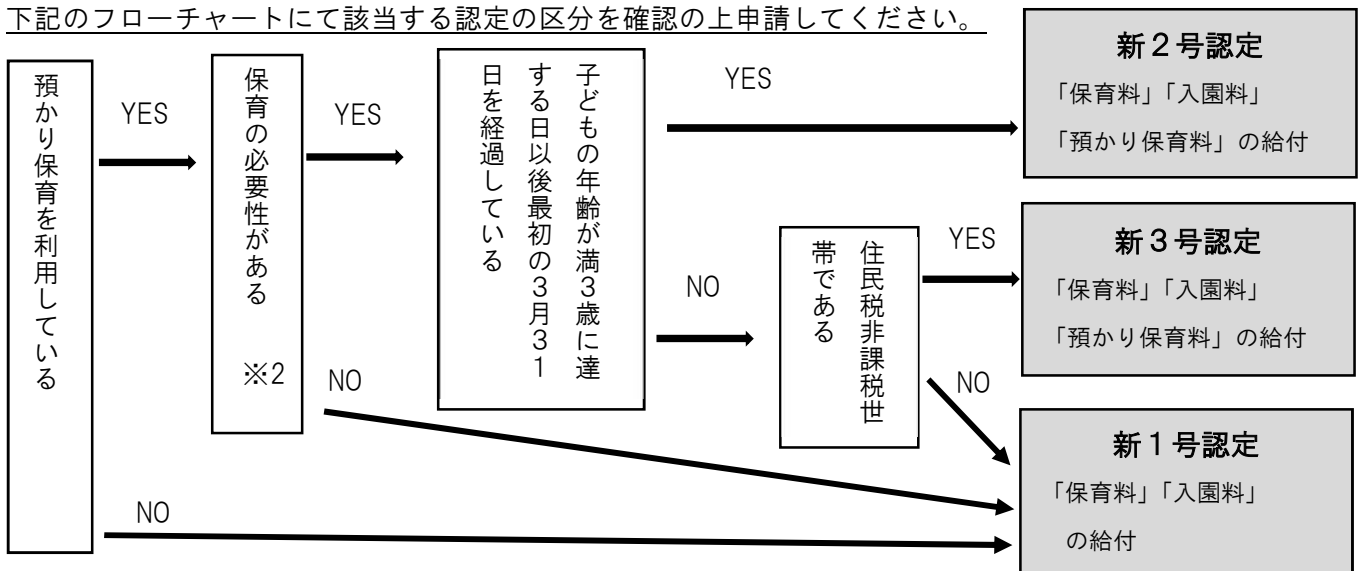 下記のフローチャートにて該当する認定の区分を確認の上申請してください。
預かり保育を利用している
YES
保育の必要性がある ※2
YES
子どもの年齢が満３歳に達
する日以後最初の３月３１
日を経過している
YES
新２号認定
「保育料」「入園料」
「預かり保育料」の給付
NO
住民税非課税世
帯である
YES
新３号認定
「保育料」「入園料」
「預かり保育料」の給付
NO
NO
NO
新１号認定
「保育料」「入園料」
の給付